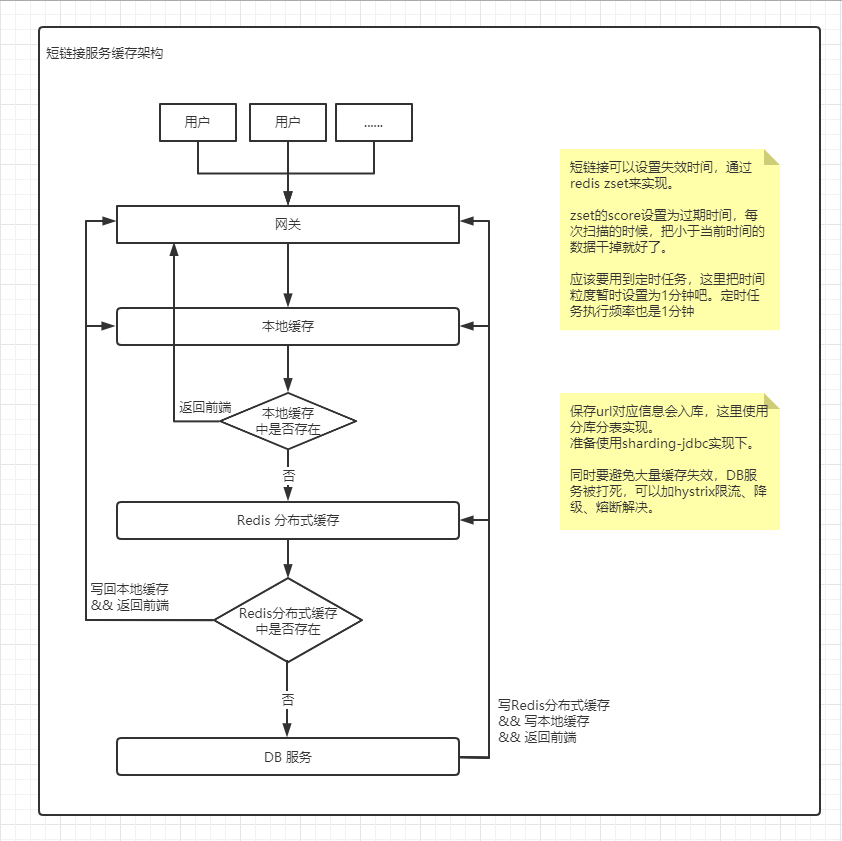 短链接服务缓存架构
用户
用户
......
网关
本地缓存
返回前端
本地缓存
中是否存在
否
Redis 分布式缓存
写回本地缓存
&& 返回前端
Redis分布式缓存
中是否存在
否
DB 服务
写Redis分布式缓存
&& 写本地缓存
&& 返回前端
短链接可以设置失效时间，通过
redis zset来实现。
zset的score设置为过期时间，每
次扫描的时候，把小于当前时间的
数据干掉就好了。
应该要用到定时任务，这里把时间
粒度暂时设置为1分钟吧。定时任
务执行频率也是1分钟
保存url对应信息会入库，这里使用
分库分表实现。
准备使用sharding-jdbc实现下。
同时要避免大量缓存失效，DB服
务被打死，可以加hystrix限流、降
级、熔断解决。